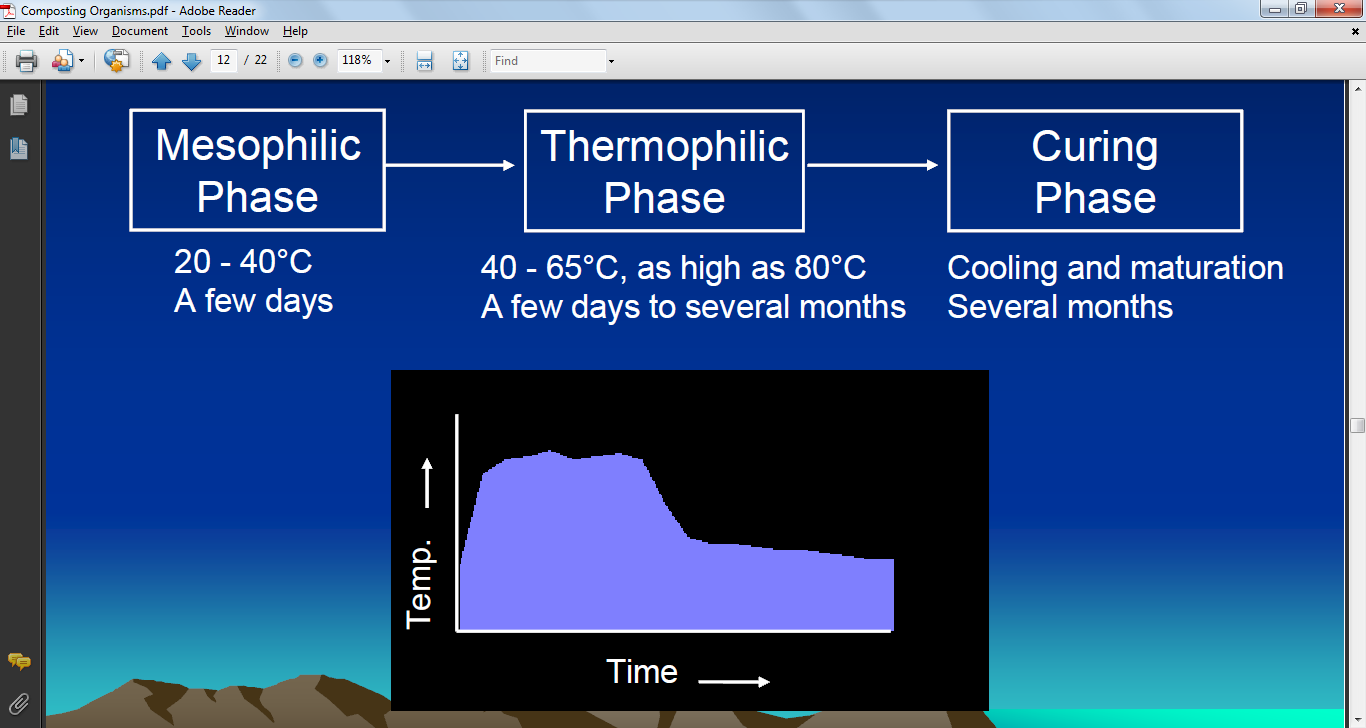 Composting Organisms.pdf - Adobe Reader
File Edit View Document Tools Window Help
12 / 22 118% Find
Mesophilic
Phase
20 - 40°C
A few days
Thermophilic
Phase
40 - 65°C, as high as 80°C
A few days to several months
Curing
Phase
Cooling and maturation
Several months
Temp.
Time